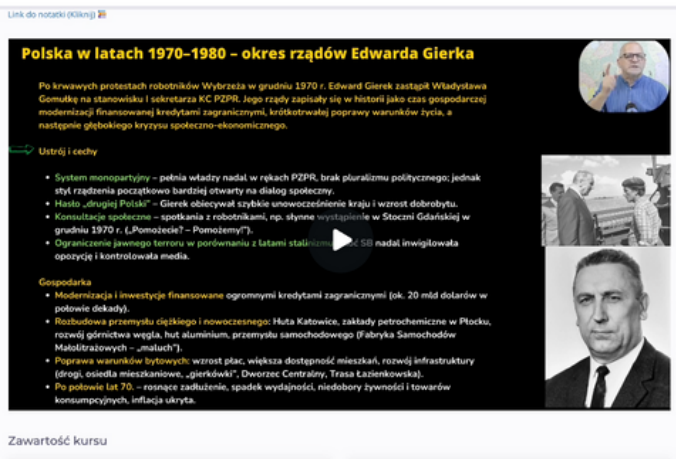 Link do notatki (Kliknij)
Polska w latach 1970–1980 – okres rządów Edwarda Gierka
Po krwawych protestach robotników Wybrzeża w grudniu 1970 r. Edward Gierek zastąpił Władysława
Gomułkę na stanowisku I sekretarza KC PZPR. Jego rządy zapisały się w historii jako czas gospodarczej
modernizacji finansowanej kredytami zagranicznymi, krótkotrwałej poprawy warunków życia, a
następnie głębokiego kryzysu społeczno-ekonomicznego.
Ustrój i cechy
• System monopartyjny – pełnia władzy nadal w rękach PZPR, brak pluralizmu politycznego; jednak
styl rządzenia początkowo bardziej otwarty na dialog społeczny.
• Hasło „drugiej Polski" – Gierek obiecywał szybkie unowocześnienie kraju i wzrost dobrobytu.
• Konsultacje społeczne – spotkania z robotnikami, np. słynne wystąpienie w Stoczni Gdańskiej w
grudniu 1970 r. („Pomożecie? – Pomożemy!").
• Ograniczenie jawnego terroru w porównaniu z latami SB nadal inwigilowała
opozycję i kontrolowała media.
Gospodarka
• Modernizacja i inwestycje finansowane ogromnymi kredytami zagranicznymi (ok. 20 mld dolarów w
połowie dekady).
• Rozbudowa przemysłu ciężkiego i nowoczesnego: Huta Katowice, zakłady petrochemiczne w Płocku,
rozwój górnictwa węgla, hut aluminium, przemysłu samochodowego (Fabryka Samochodów
Małolitrażowych – „maluch").
• Poprawa warunków bytowych: wzrost płac, większa dostępność mieszkań, rozwój infrastruktury
(drogi, osiedla mieszkaniowe, „gierkówki", Dworzec Centralny, Trasa Łazienkowska).
• Po połowie lat 70. – rosnące zadłużenie, spadek wydajności, niedobory żywności i towarów
konsumpcyjnych, inflacja ukryta.
Zawartość kursu